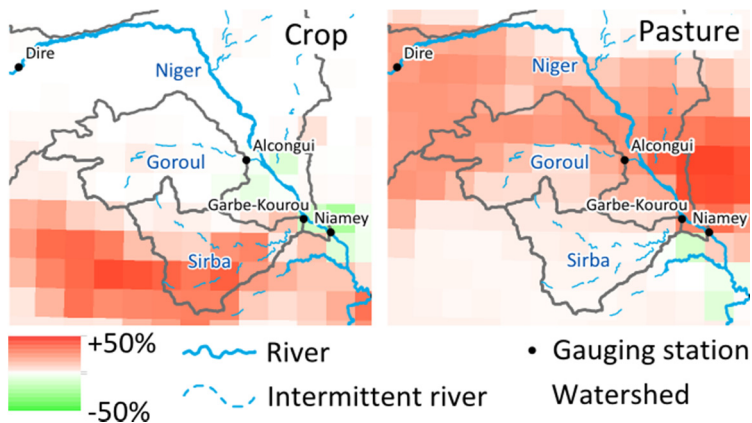 Crop
Dire
Niger
Alcongui
Goroul
Garbe-Kourou
Niamey
Sirba
Pasture
Dire
Niger
Alcongui
Goroul
Garbe-Kourou
Niamey
Sirba
+50%
-50%
River
Intermittent river
Gauging station
Watershed